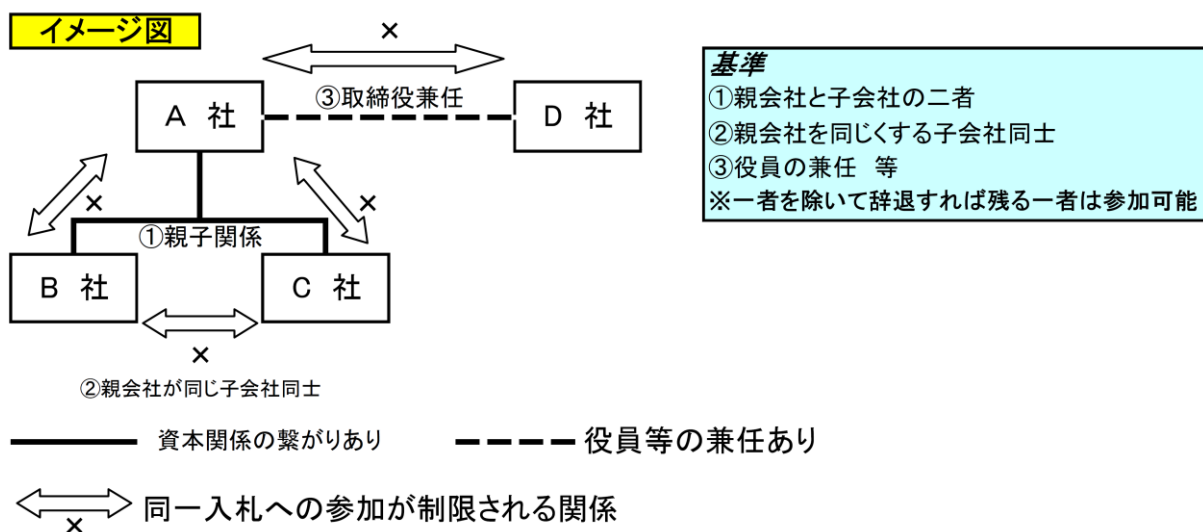 イメージ図
×
基準
①親会社と子会社の二者
②親会社を同じくする子会社同士
③役員の兼任 等
※一者を除いて辞退すれば残る一者は参加可能
A 社
③取締役兼任
D 社
×
×
①親子関係
B 社
C 社
×
②親会社が同じ子会社同士
資本関係の繋がりあり
役員等の兼任あり
×
同一入札への参加が制限される関係